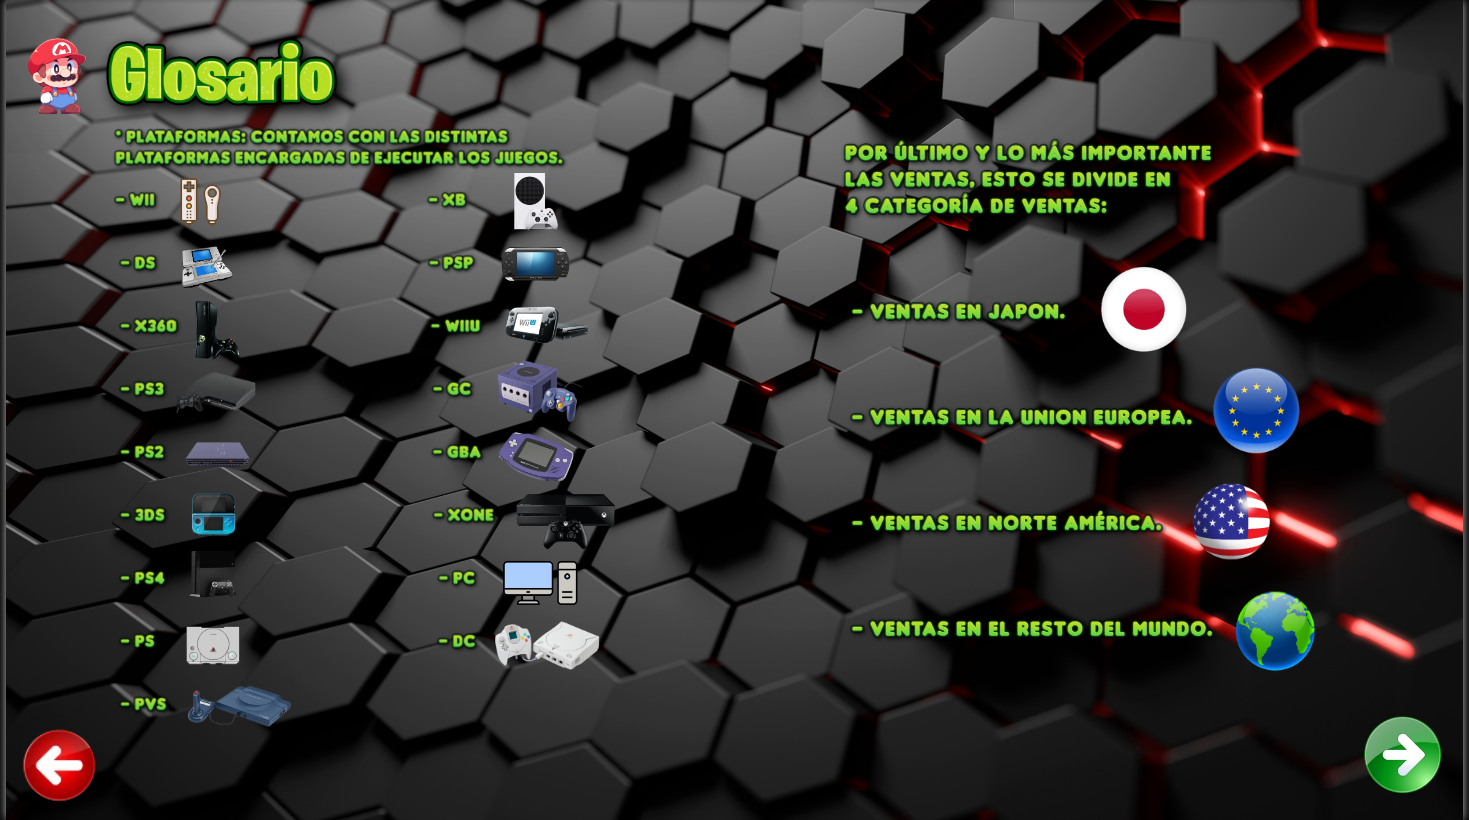 Glosario
* PLATAFORMAS: CONTAMOS CON LAS DISTINTAS
PLATAFORMAS ENCARGADAS DE EJECUTAR LOS JUEGOS.
- WII
- DS
- X360
- PS3
- PS2
- 3DS
- PS4
- PS
- PVS
- XB
- PSP
- WIIU
Wii U
- GC
- GBA
- XONE
- PC
- DC
POR ÚLTIMO Y LO MÁS IMPORTANTE
LAS VENTAS, ESTO SE DIVIDE EN
4 CATEGORÍA DE VENTAS:
- VENTAS EN JAPON.
- VENTAS EN LA UNION EUROPEA.
- VENTAS EN NORTE AMÉRICA.
- VENTAS EN EL RESTO DEL MUNDO.